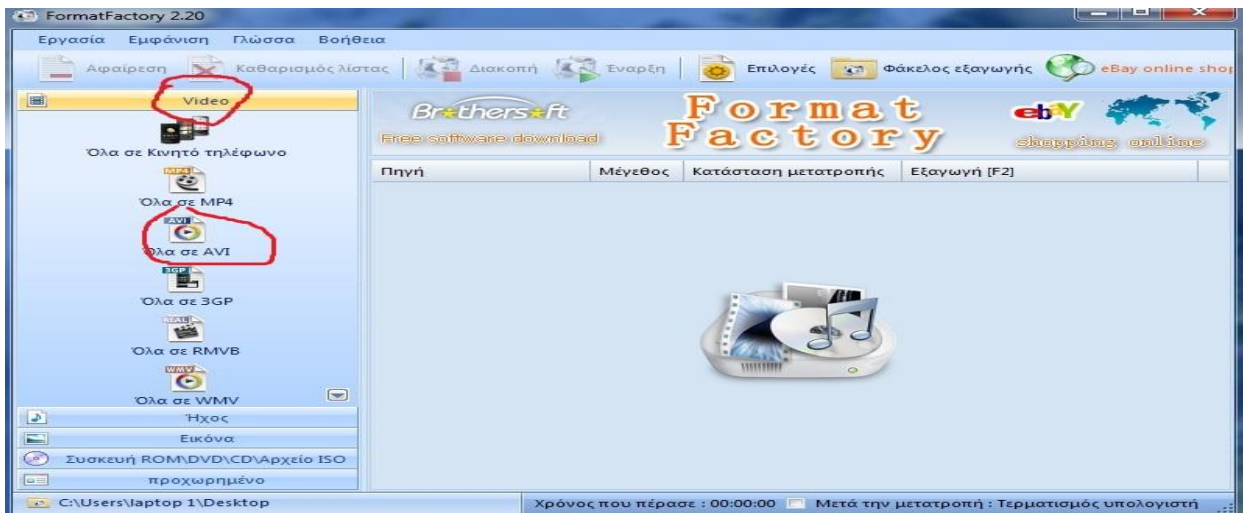 FormatFactory 2.20
Εργασία Εμφάνιση Γλώσσα Βοήθεια
Αφαίρεση Καθαρισμός λίστας Διακοπή Έναρξη Επιλογές Φάκελος εξαγωγής eBay online shop
Video
Όλα σε Κινητό τηλέφωνο
MP4
Όλα σε MP4
AVI
Όλα σε AVI
3GP
Όλα σε 3GP
REAL
Όλα σε RMVB
WMV
Όλα σε WMV
Ήχος
Εικόνα
Συσκευή ROM\DVD\CD\Αρχείο ISO
προχωρημένο
Brothersoft
Free software download
Format
Factory
ebY
shopping online
Πηγή Μέγεθος Κατάσταση μετατροπής Εξαγωγή [F2]
C:\Users\laptop 1\Desktop
Χρόνος που πέρασε : 00:00:00 Μετά την μετατροπή : Τερματισμός υπολογιστή